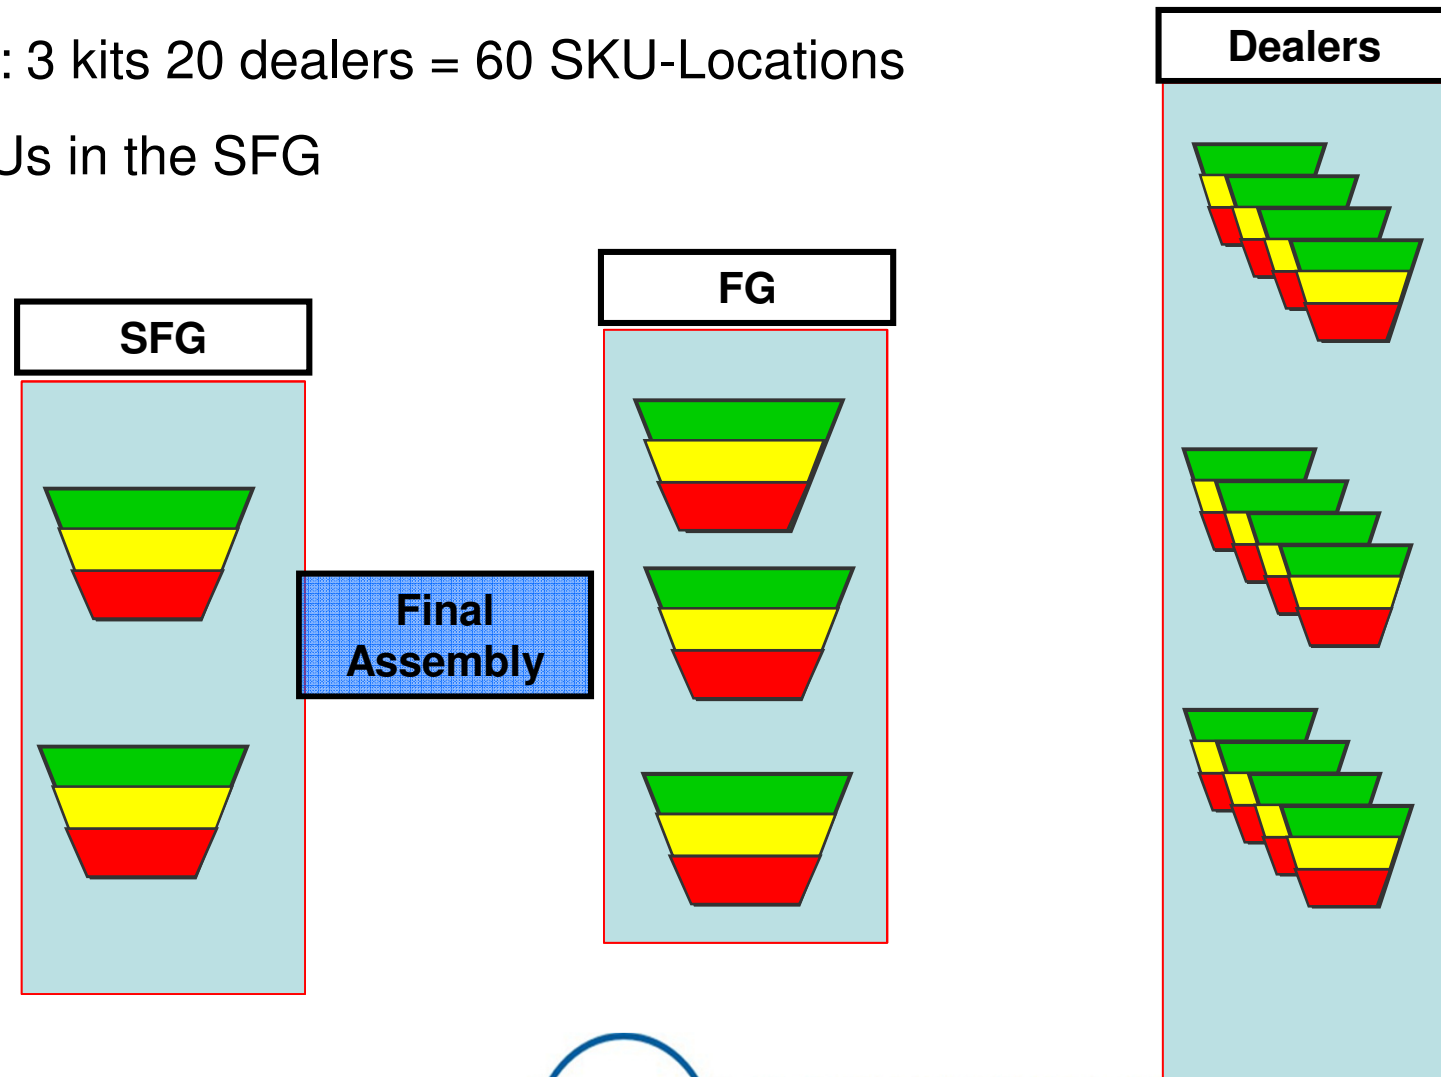 : 3 kits 20 dealers = 60 SKU-Locations
Us in the SFG
Dealers
FG
SFG
Final
Assembly